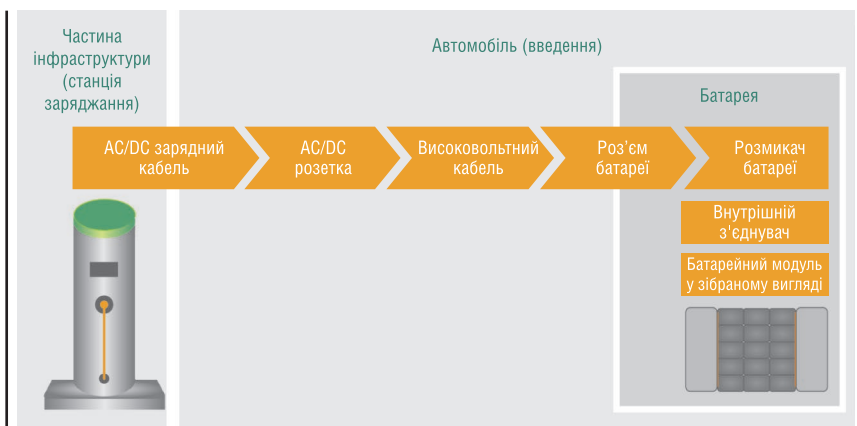 Частина
інфраструктури
(станція
заряджання)
Автомобіль (введення)
Батарея
AC/DC зарядний
кабель
AC/DC
розетка
Високовольтний
кабель
Роз'єм
батареї
Розмикач
батареї
Внутрішній
з'єднувач
Батарейний модуль
у зібраному вигляді